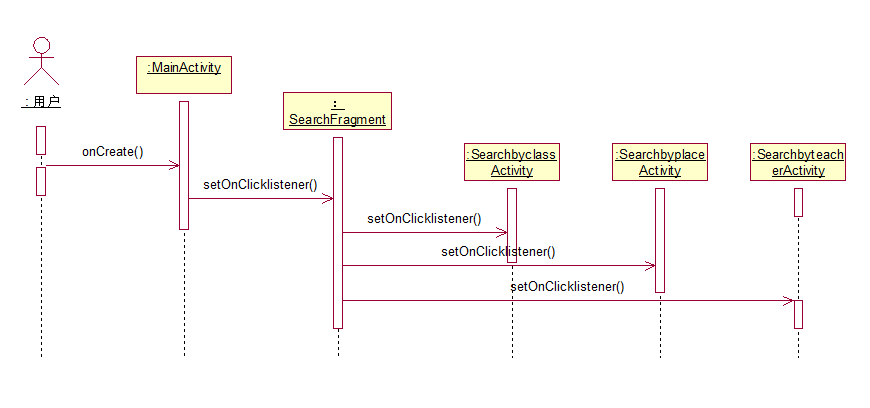 :MainActivity
: 用户
:
SearchFragment
onCreate()
:Searchbyclass
Activity
:Searchbyplace
Activity
:Searchbyteach
erActivity
setOnClicklistener()
setOnClicklistener()
setOnClicklistener()
setOnClicklistener()